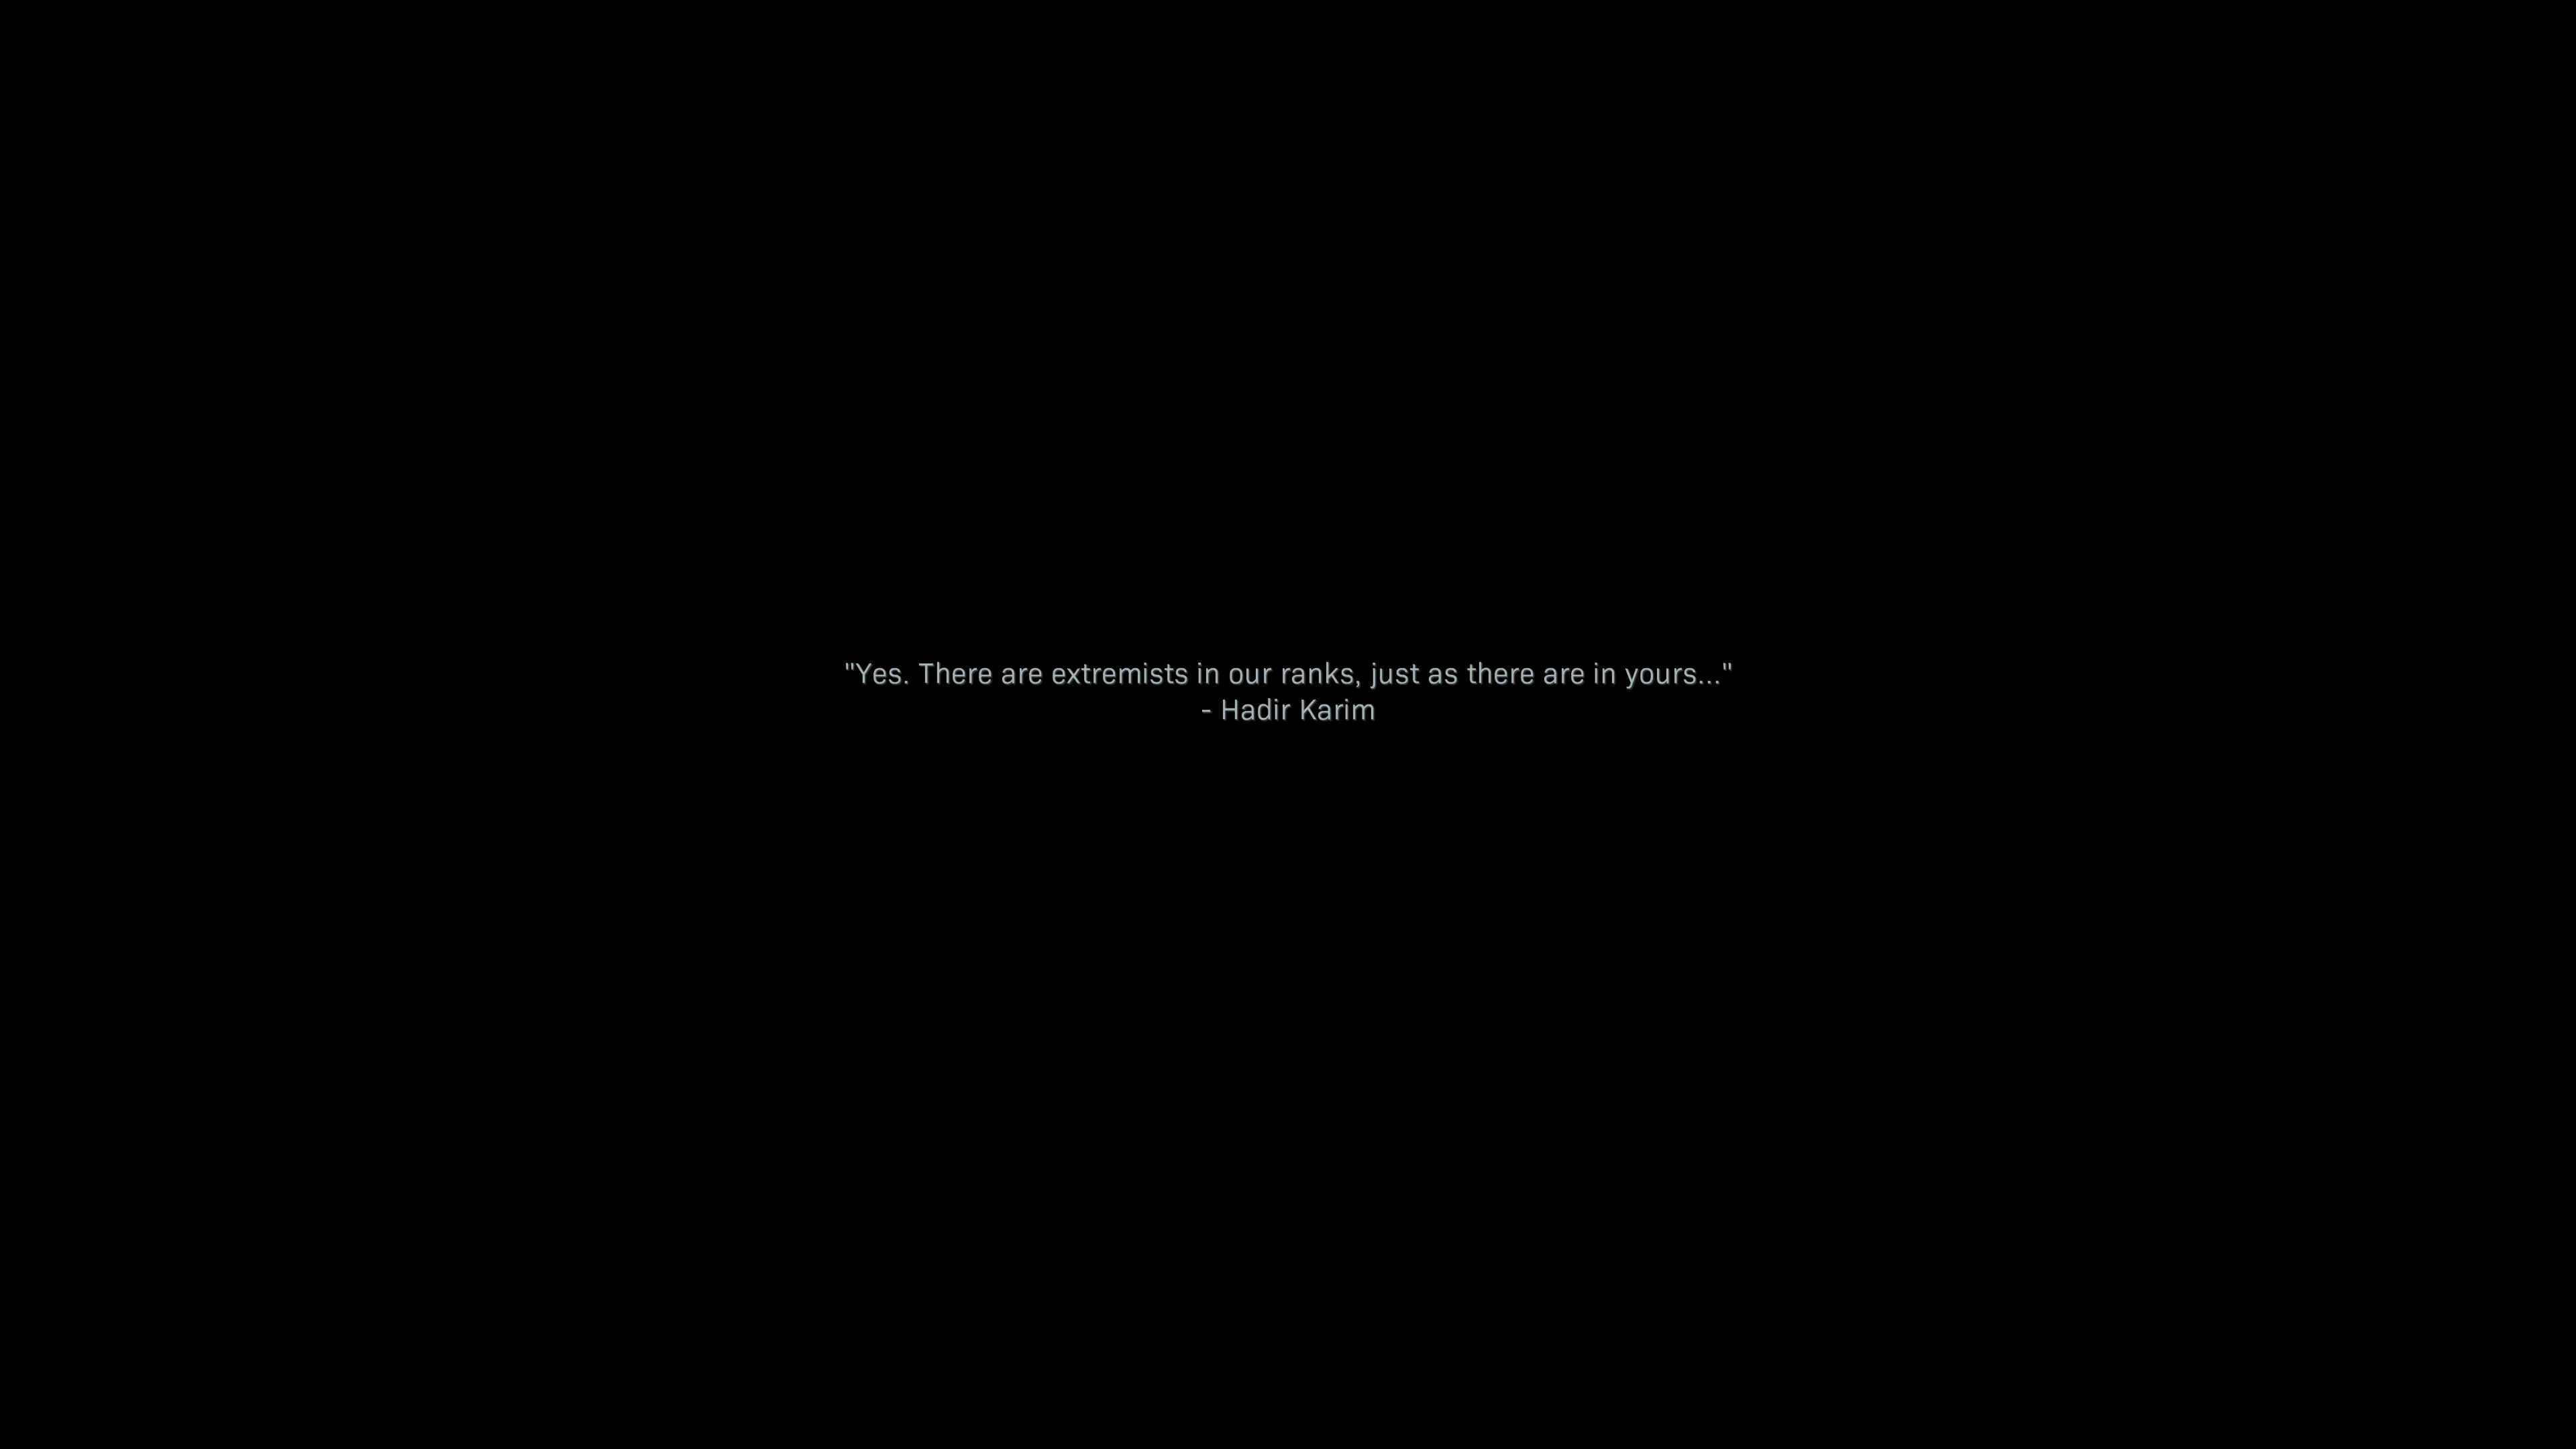 "Yes. There are extremists in our ranks, just as there are in yours..."
- Hadir Karim